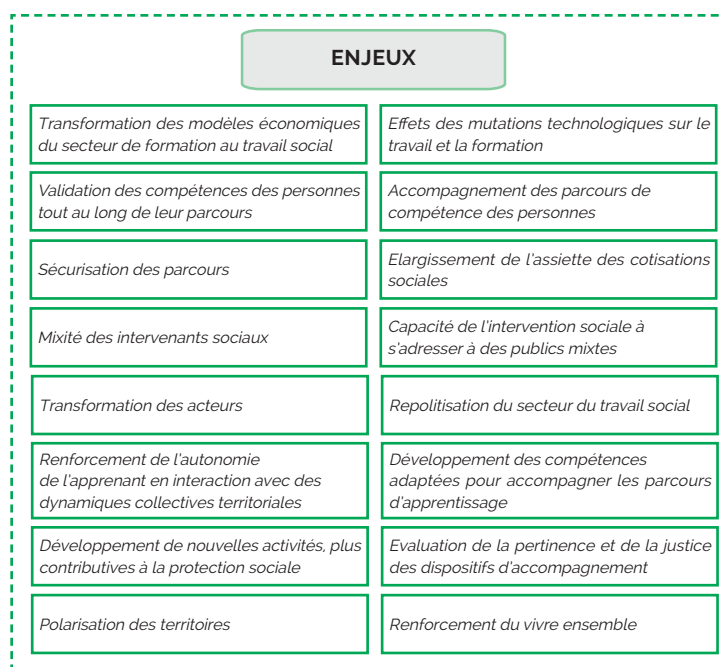 ENJEUX
Transformation des modèles économiques
du secteur de formation au travail social
Effets des mutations technologiques sur le
travail et la formation
Validation des compétences des personnes
tout au long de leur parcours
Accompagnement des parcours de
compétence des personnes
Sécurisation des parcours
Elargissement de l'assiette des cotisations
sociales
Mixité des intervenants sociaux
Capacité de l'intervention sociale à
s'adresser à des publics mixtes
Transformation des acteurs
Repolitisation du secteur du travail social
Renforcement de l'autonomie
de l'apprenant en interaction avec des
dynamiques collectives territoriales
Développement des compétences
adaptées pour accompagner les parcours
d'apprentissage
Développement de nouvelles activités, plus
contributives à la protection sociale
Evaluation de la pertinence et de la justice
des dispositifs d'accompagnement
Polarisation des territoires
Renforcement du vivre ensemble